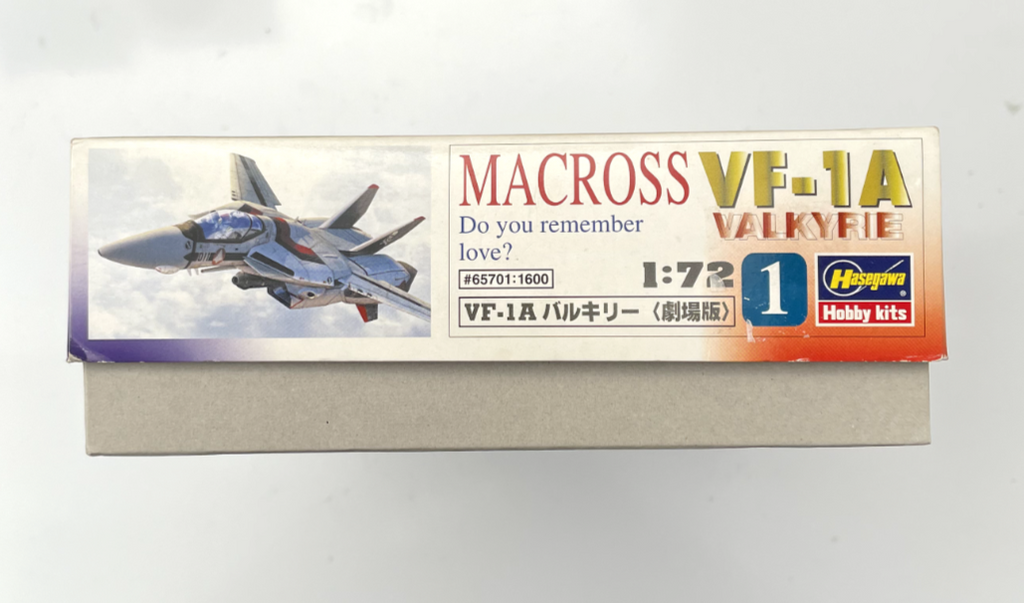 MACROSS VF-1A
VALKYRIE
Do you remember
love?
#65701:1600
1:72
1
VF-1A バルキリー〈劇場版〉
Hasegawa
Hobby kits